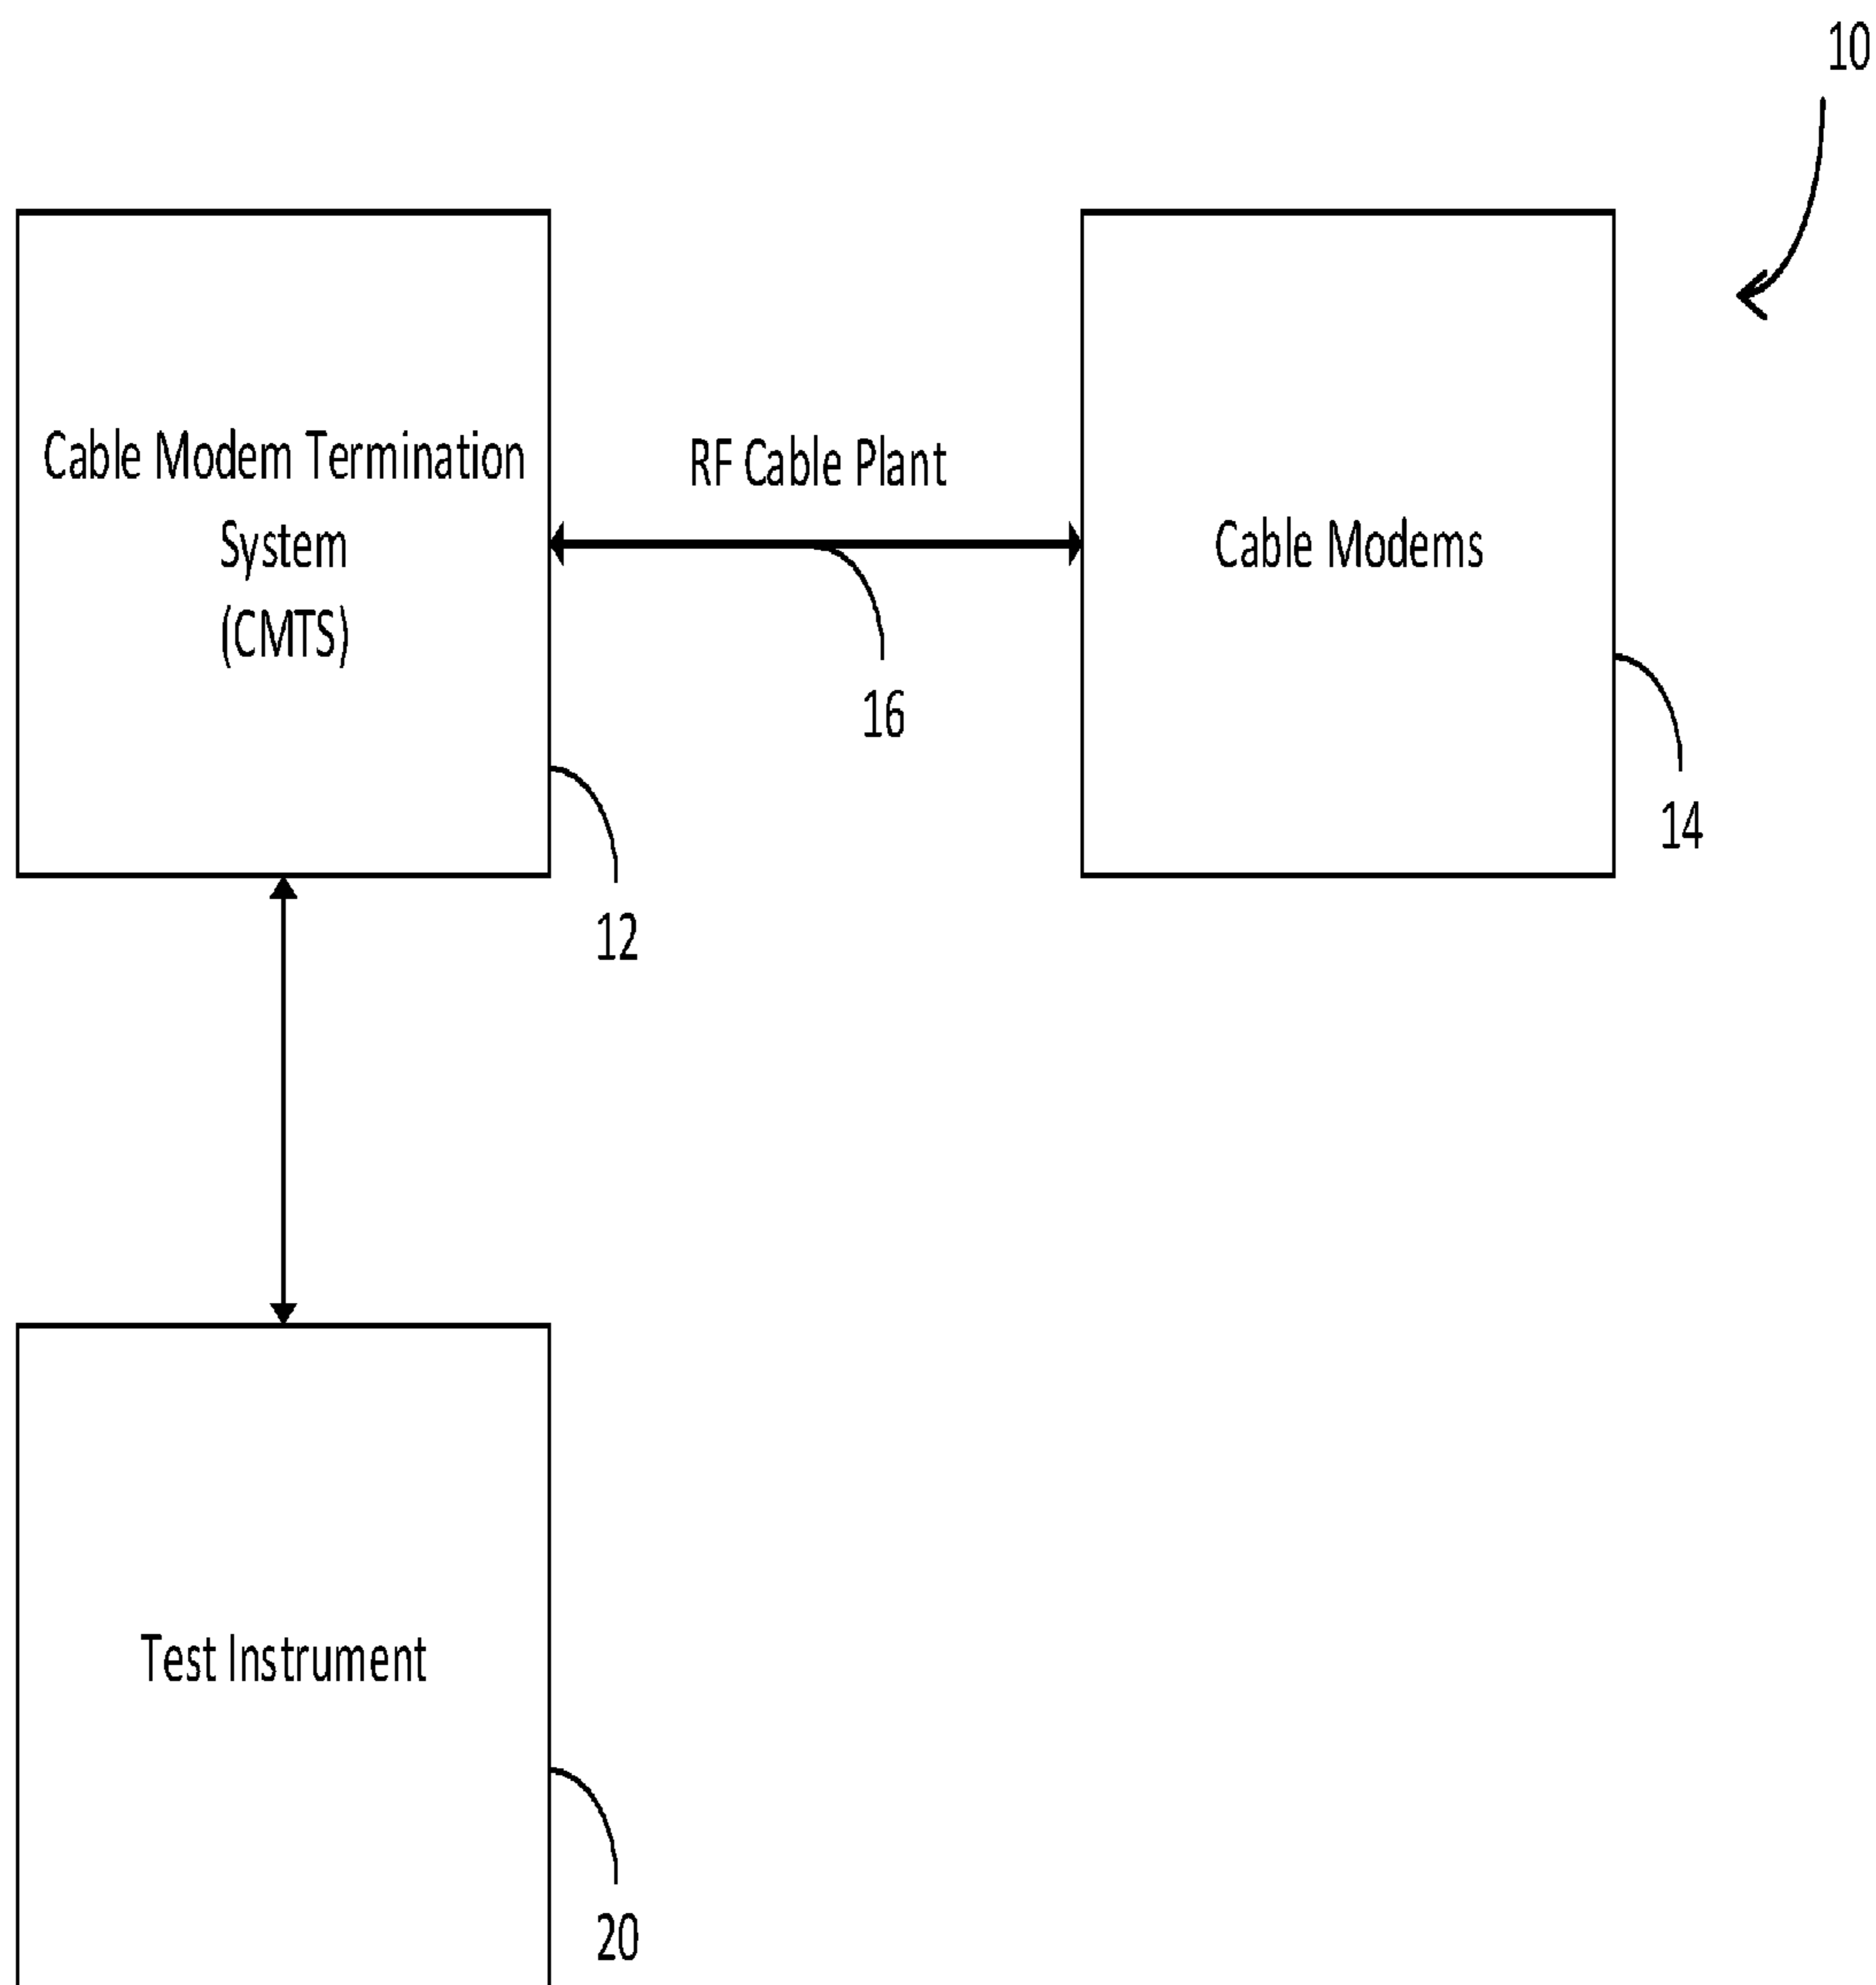 10
Cable Modem Termination
System
(CMTS)
RF Cable Plant
Cable Modems
16
14
12
Test Instrument
20